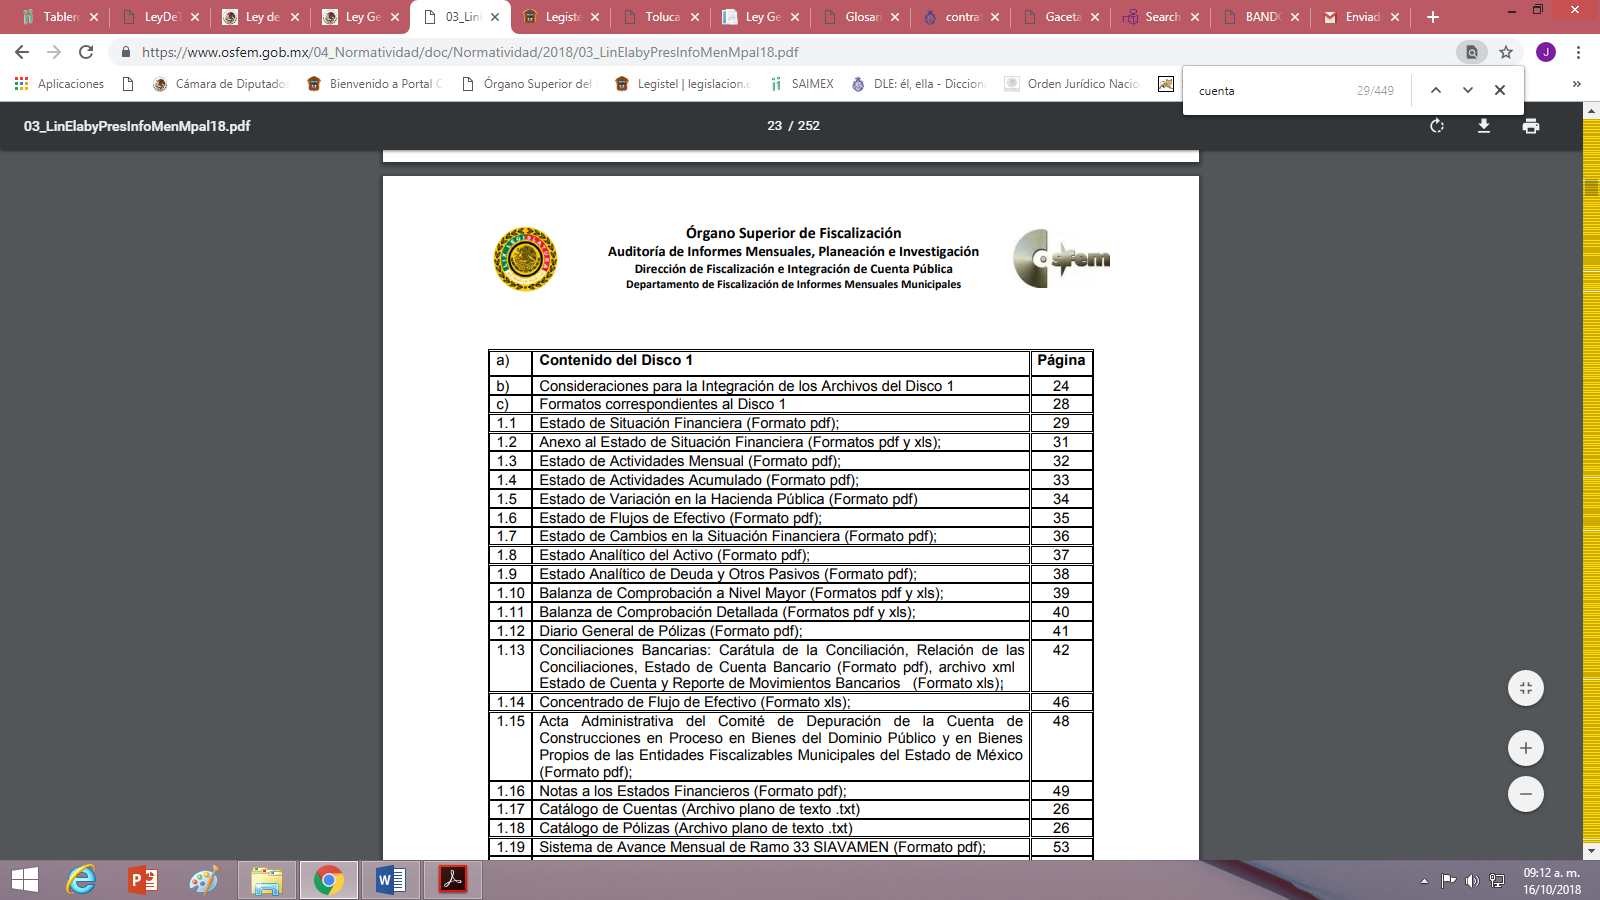 Tablero
LeyDeT
Ley de
Ley Ge
03_LinE
Legiste
Toluca
Ley Ge
Glosari
contrat
Gaceta
Search
BANDO
Enviad
https://www.osfem.gob.mx/04_Normatividad/doc/Normatividad/2018/03_LinElabyPresInfoMenMpal18.pdf
J
Aplicaciones
Cámara de Diputados
Bienvenido a Portal C
Órgano Superior del
Legistel | legislacion.e
SAIMEX
DLE: él, ella - Diccion
Orden Jurídico Nacio
»
cuenta
29/449
03_LinElabyPresInfoMenMpal18.pdf
23 / 252
Órgano Superior de Fiscalización
Auditoría de Informes Mensuales, Planeación e Investigación
Dirección de Fiscalización e Integración de Cuenta Pública
Departamento de Fiscalización de Informes Mensuales Municipales
osfem
a) Contenido del Disco 1 Página
b) Consideraciones para la Integración de los Archivos del Disco 1 24
c) Formatos correspondientes al Disco 1 28
1.1 Estado de Situación Financiera (Formato pdf); 29
1.2 Anexo al Estado de Situación Financiera (Formatos pdf y xls); 31
1.3 Estado de Actividades Mensual (Formato pdf); 32
1.4 Estado de Actividades Acumulado (Formato pdf); 33
1.5 Estado de Variación en la Hacienda Pública (Formato pdf) 34
1.6 Estado de Flujos de Efectivo (Formato pdf); 35
1.7 Estado de Cambios en la Situación Financiera (Formato pdf); 36
1.8 Estado Analítico del Activo (Formato pdf); 37
1.9 Estado Analítico de Deuda y Otros Pasivos (Formato pdf); 38
1.10 Balanza de Comprobación a Nivel Mayor (Formatos pdf y xls); 39
1.11 Balanza de Comprobación Detallada (Formatos pdf y xls); 40
1.12 Diario General de Pólizas (Formato pdf); 41
1.13 Conciliaciones Bancarias: Carátula de la Conciliación, Relación de las 42
Conciliaciones, Estado de Cuenta Bancario (Formato pdf), archivo xml
Estado de Cuenta y Reporte de Movimientos Bancarios (Formato xls);
1.14 Concentrado de Flujo de Efectivo (Formato xls); 46
1.15 Acta Administrativa del Comité de Depuración de la Cuenta de 48
Construcciones en Proceso en Bienes del Dominio Público y en Bienes
Propios de las Entidades Fiscalizables Municipales del Estado de México
(Formato pdf);
1.16 Notas a los Estados Financieros (Formato pdf); 49
1.17 Catálogo de Cuentas (Archivo plano de texto .txt) 26
1.18 Catálogo de Pólizas (Archivo plano de texto .txt) 26
1.19 Sistema de Avance Mensual de Ramo 33 SIAVAMEN (Formato pdf); 53
09:12 a. m.
16/10/2018